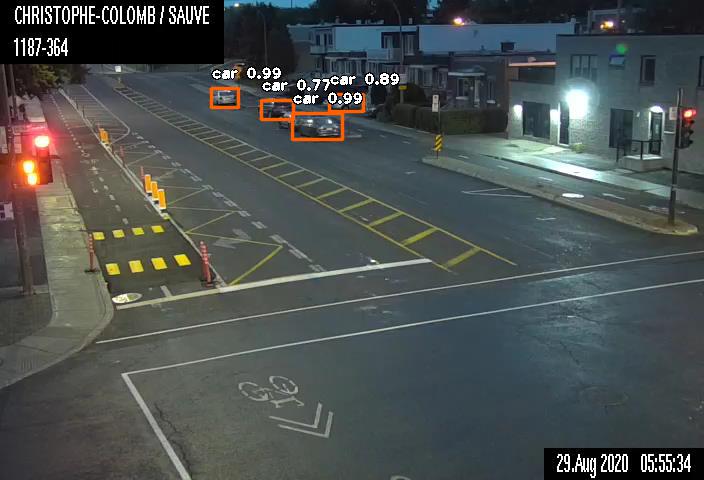 CHRISTOPHE-COLOMB / SAUVE
1187-364
car 0.99
car 0.77
car 0.89
car 0.99
29.Aug 2020 05:55:34